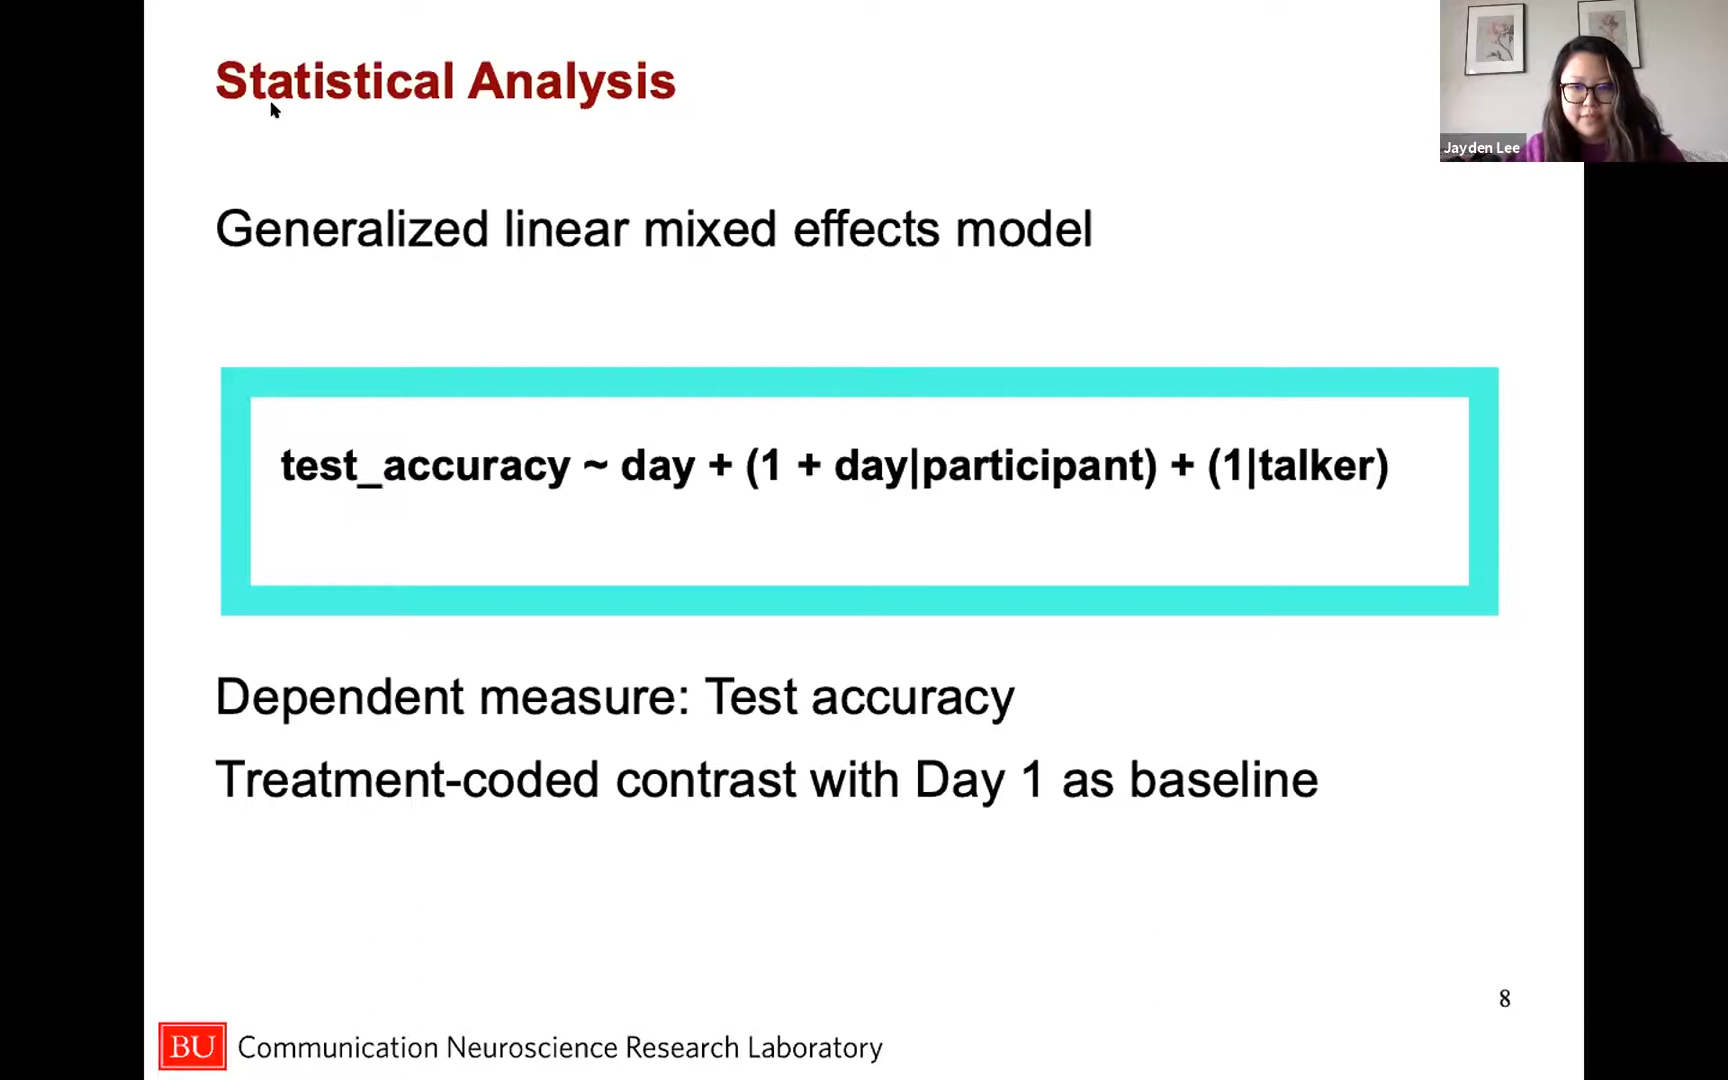 Statistical Analysis
Jayden Lee
Generalized linear mixed effects model
test_accuracy ~ day + (1 + day|participant) + (1|talker)
Dependent measure: Test accuracy
Treatment-coded contrast with Day 1 as baseline
8
BU Communication Neuroscience Research Laboratory